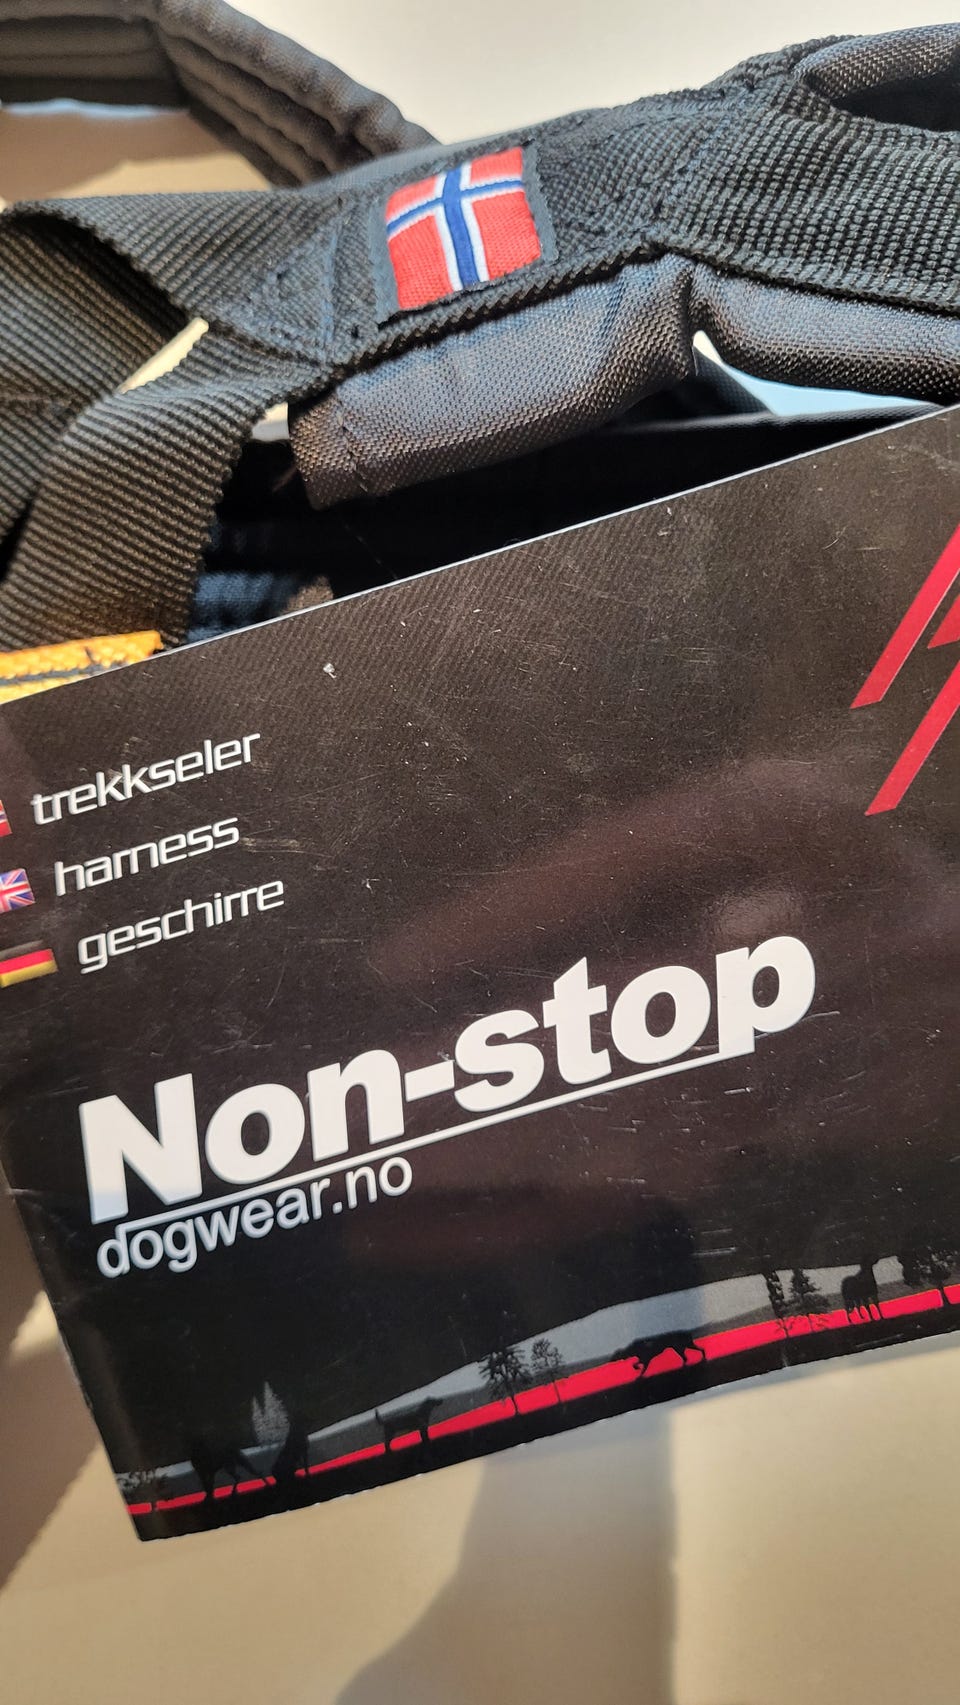 trekkseler
harness
geschirre
Non-stop
dogwear.no